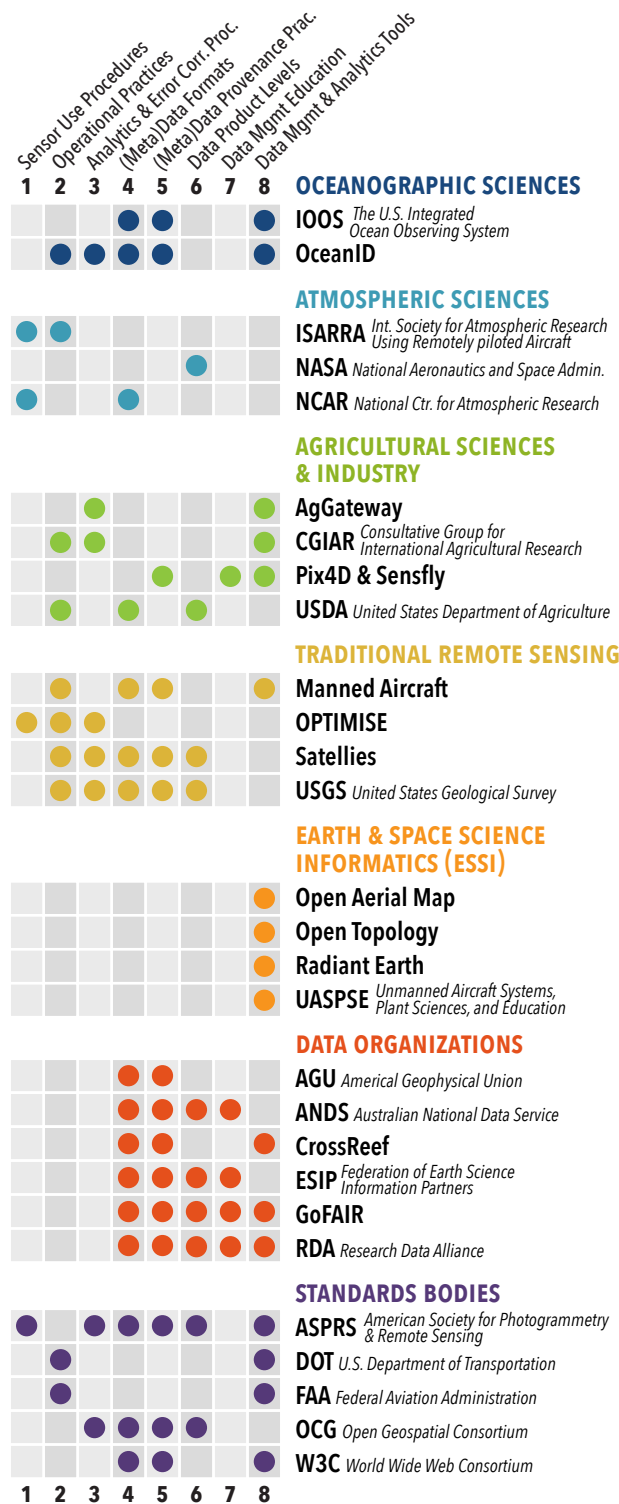 Sensor Use Procedures
Operational Practices
Analytics & Error Corr. Proc.
(Meta)Data Formats
(Meta)Data Provenance Prac.
Data Product Levels
Data Mgmt Education
Data Mgmt & Analytics Tools
1 2 3 4 5 6 7 8
OCEANOGRAPHIC SCIENCES
IOOS The U.S. Integrated
Ocean Observing System
OceanID
ATMOSPHERIC SCIENCES
ISARRA Int. Society for Atmospheric Research
Using Remotely piloted Aircraft
NASA National Aeronautics and Space Admin.
NCAR National Ctr. for Atmospheric Research
AGRICULTURAL SCIENCES
& INDUSTRY
AgGateway
CGIAR Consultative Group for
International Agricultural Research
Pix4D & Sensfly
USDA United States Department of Agriculture
TRADITIONAL REMOTE SENSING
Manned Aircraft
OPTIMISE
Satellies
USGS United States Geological Survey
EARTH & SPACE SCIENCE
INFORMATICS (ESSI)
Open Aerial Map
Open Topology
Radiant Earth
UASPSE Unmanned Aircraft Systems,
Plant Sciences, and Education
DATA ORGANIZATIONS
AGU Americal Geophysical Union
ANDS Australian National Data Service
CrossReef
ESIP Federation of Earth Science
Information Partners
GoFAIR
RDA Research Data Alliance
STANDARDS BODIES
ASPRS American Society for Photogrammetry
& Remote Sensing
DOT U.S. Department of Transportation
FAA Federal Aviation Administration
OCG Open Geospatial Consortium
W3C World Wide Web Consortium
1 2 3 4 5 6 7 8